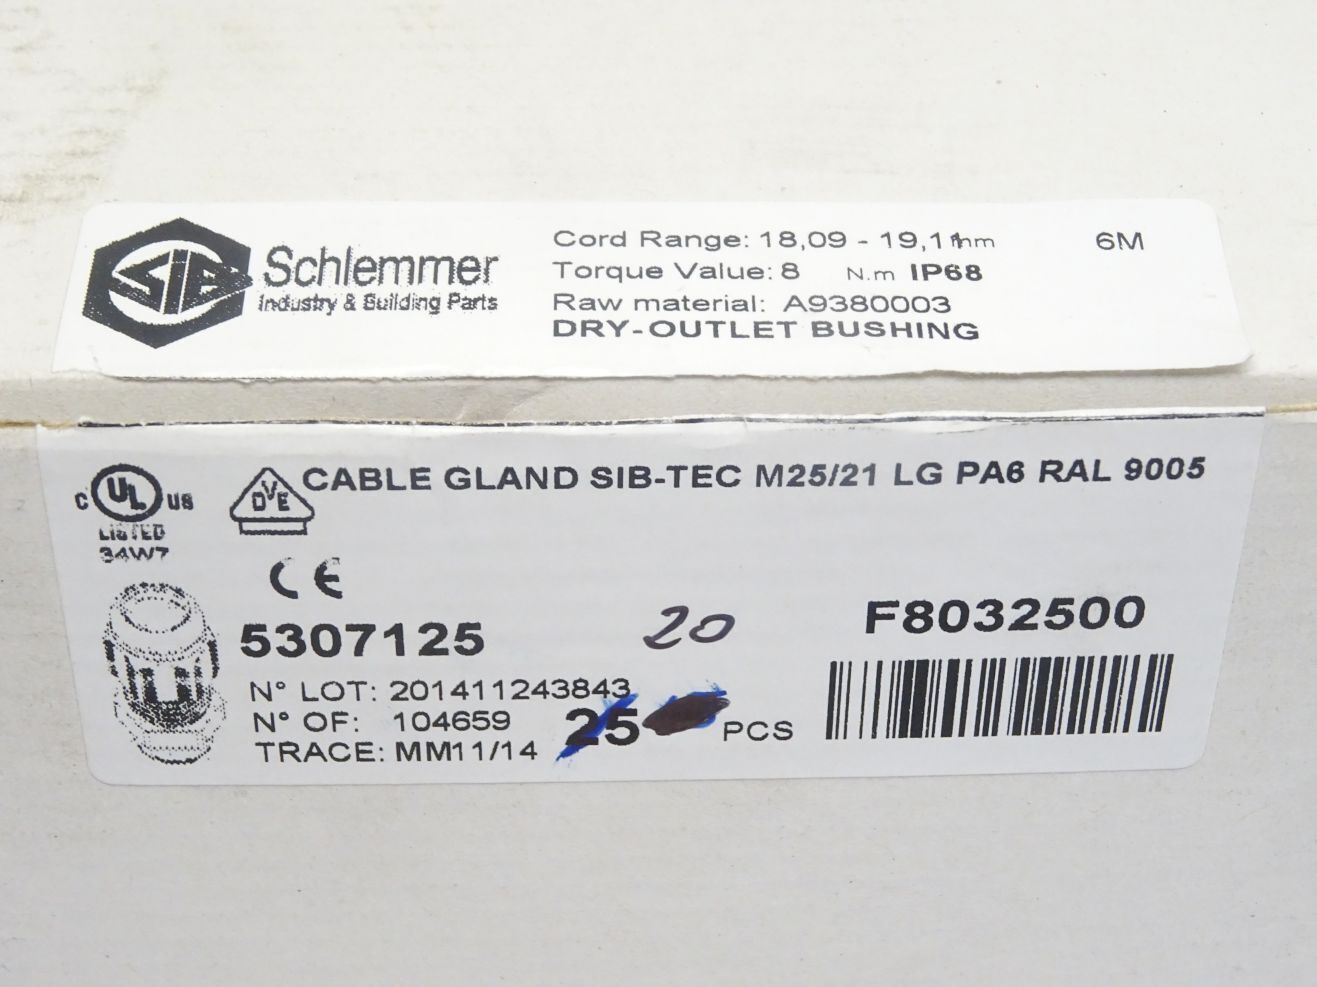 SIB Schlemmer
Industry & Building Parts
Cord Range: 18,09 - 19,11mm 6M
Torque Value: 8 N.m IP68
Raw material: A9380003
DRY-OUTLET BUSHING
C UL US
LISTED
34W7
DVE
CABLE GLAND SIB-TEC M25/21 LG PA6 RAL 9005
CE
5307125
20
F8032500
N° LOT: 201411243843
N° OF: 104659
25 PCS
TRACE: MM11/14